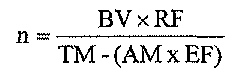 n = BV × RF / TM - (AM x EF)